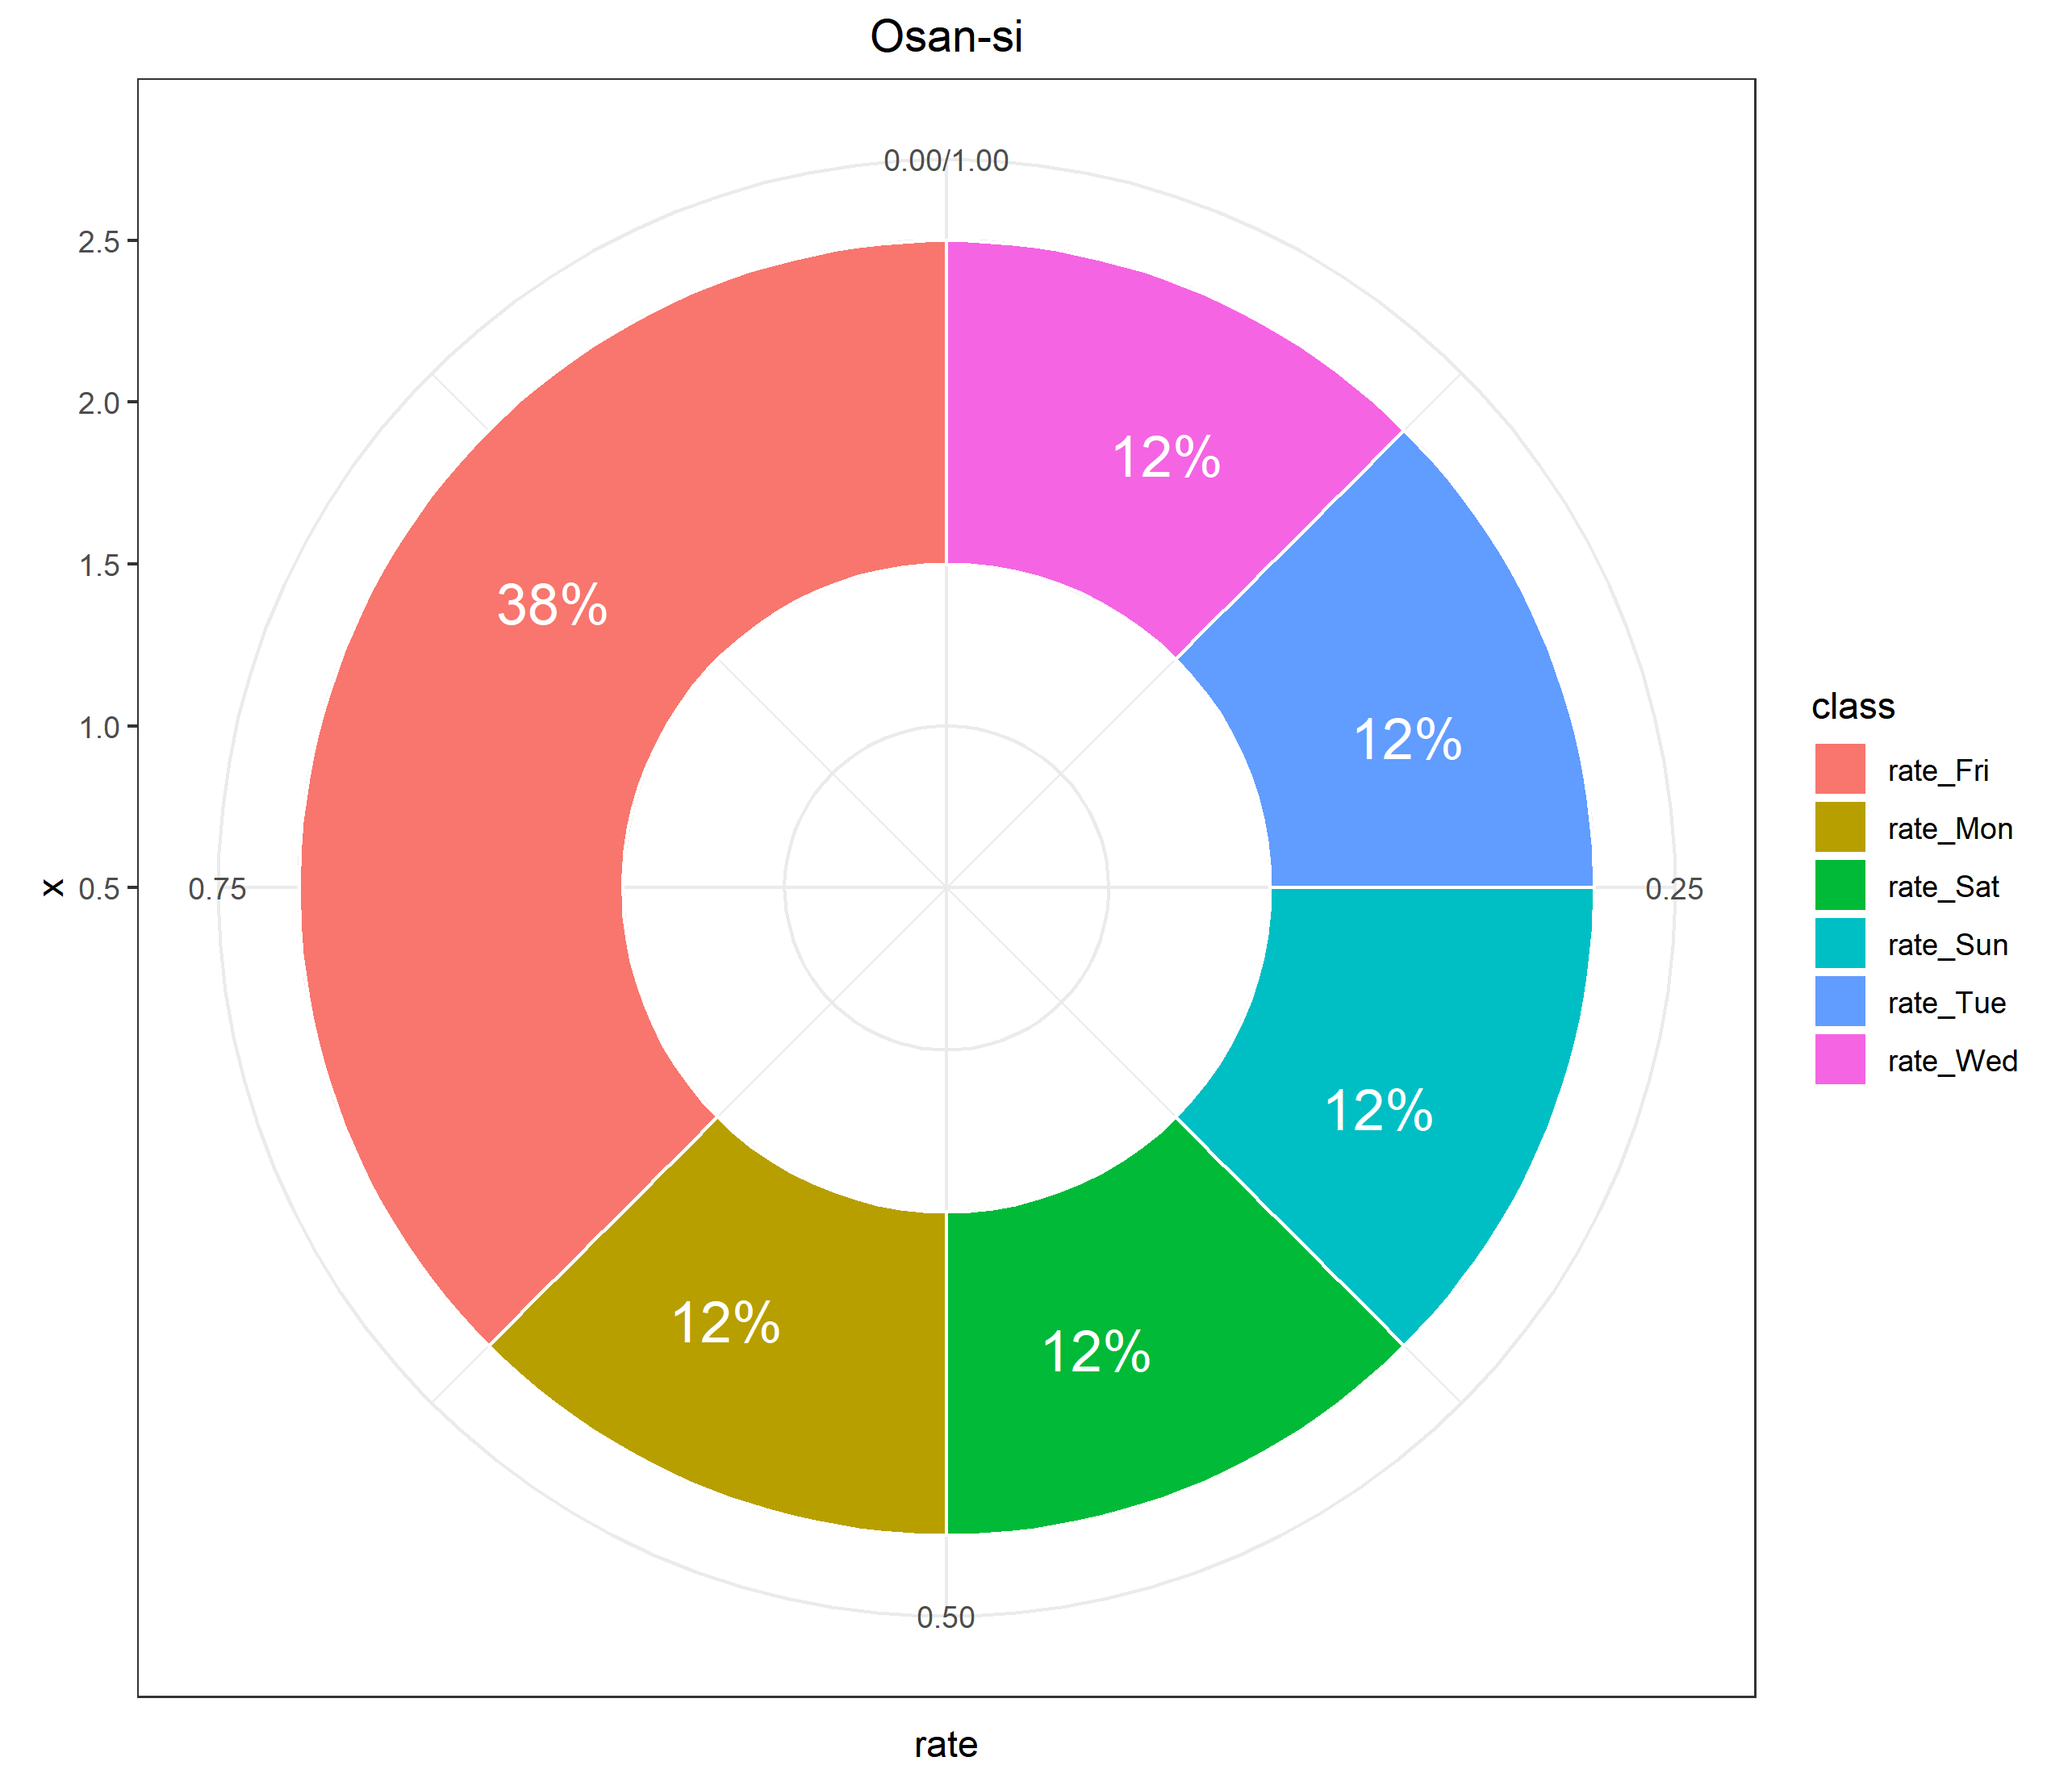 Osan-si
0.00/1.00
2.5
2.0
1.5
1.0
0.5
x
0.75
0.25
0.50
12%
38%
12%
12%
12%
12%
rate
class
rate_Fri
rate_Mon
rate_Sat
rate_Sun
rate_Tue
rate_Wed